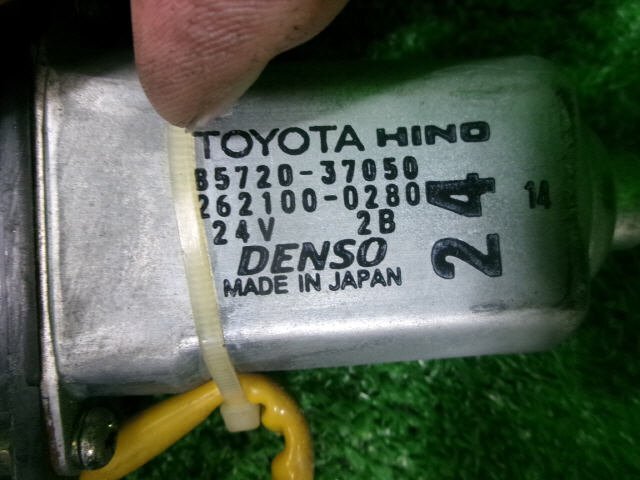 TOYOTA HINO
85720-37050
262100-0280
24V 2B
DENSO
MADE IN JAPAN
24
14